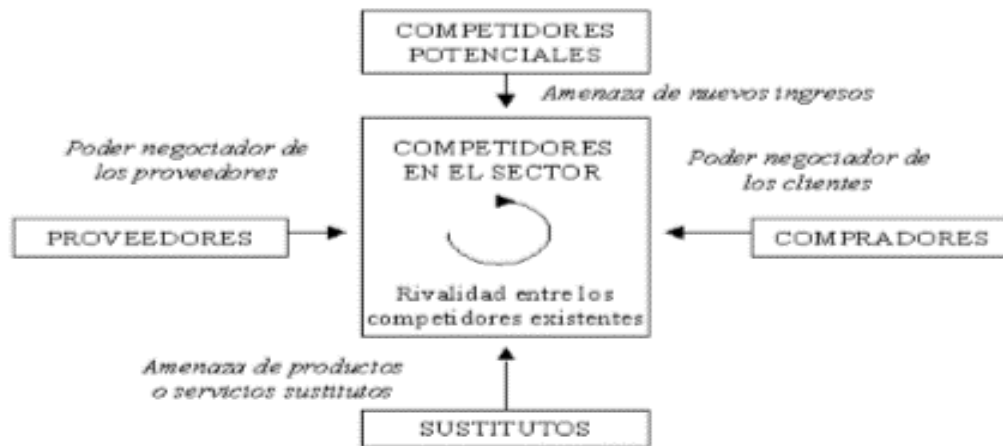 COMPETIDORES
POTENCIALES
Amenaza de nuevos ingresos
Poder negociador de
los proveedores
COMPETIDORES
EN EL SECTOR
Poder negociador de
los clientes
PROVEEDORES
COMPRADORES
Rivalidad entre los
competidores existentes
Amenaza de productos
o servicios sustitutos
SUSTITUTOS